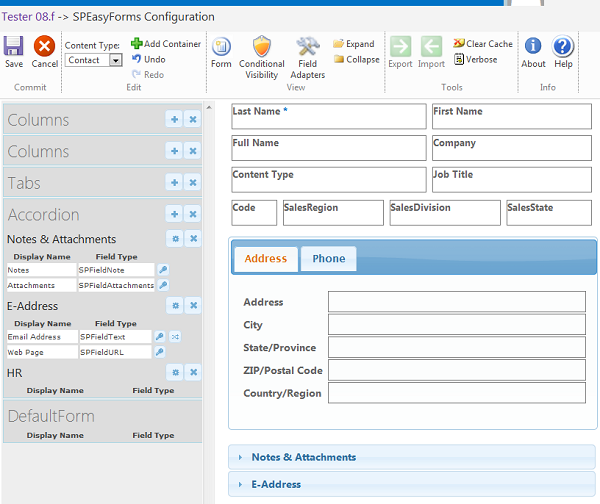 Tester 08.f -> SPEasyForms Configuration
Save
Cancel
Commit
Content Type:
Contact
Add Container
Undo
Redo
Edit
Form
Conditional Visibility
Field Adapters
Expand
Collapse
View
Export
Import
Clear Cache
Verbose
Tools
About
Help
Info
Columns
Columns
Tabs
Accordion
Notes & Attachments
Display Name Field Type
Notes SPFieldNote
Attachments SPFieldAttachments
E-Address
Display Name Field Type
Email Address SPFieldText
Web Page SPFieldURL
HR
Display Name Field Type
DefaultForm
Display Name Field Type
Last Name * First Name
Full Name Company
Content Type Job Title
Code SalesRegion SalesDivision SalesState
Address Phone
Address
City
State/Province
ZIP/Postal Code
Country/Region
Notes & Attachments
E-Address